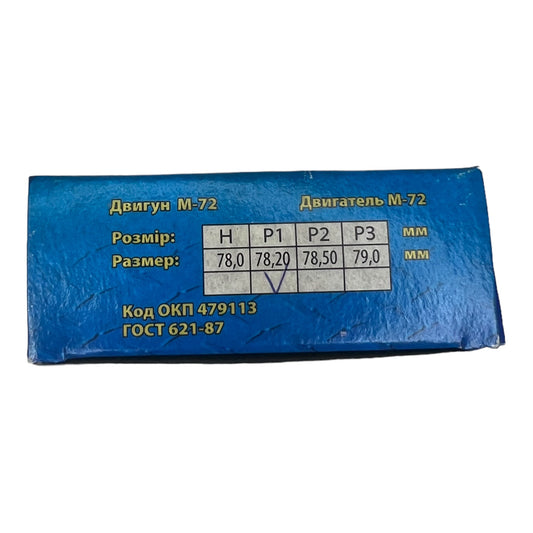 Двигун М-72 Двигатель М-72
Розмір: Н Р1 Р2 Р3 мм
Размер: 78,0 78,20 78,50 79,0 мм
Код ОКП 479113
ГОСТ 621-87